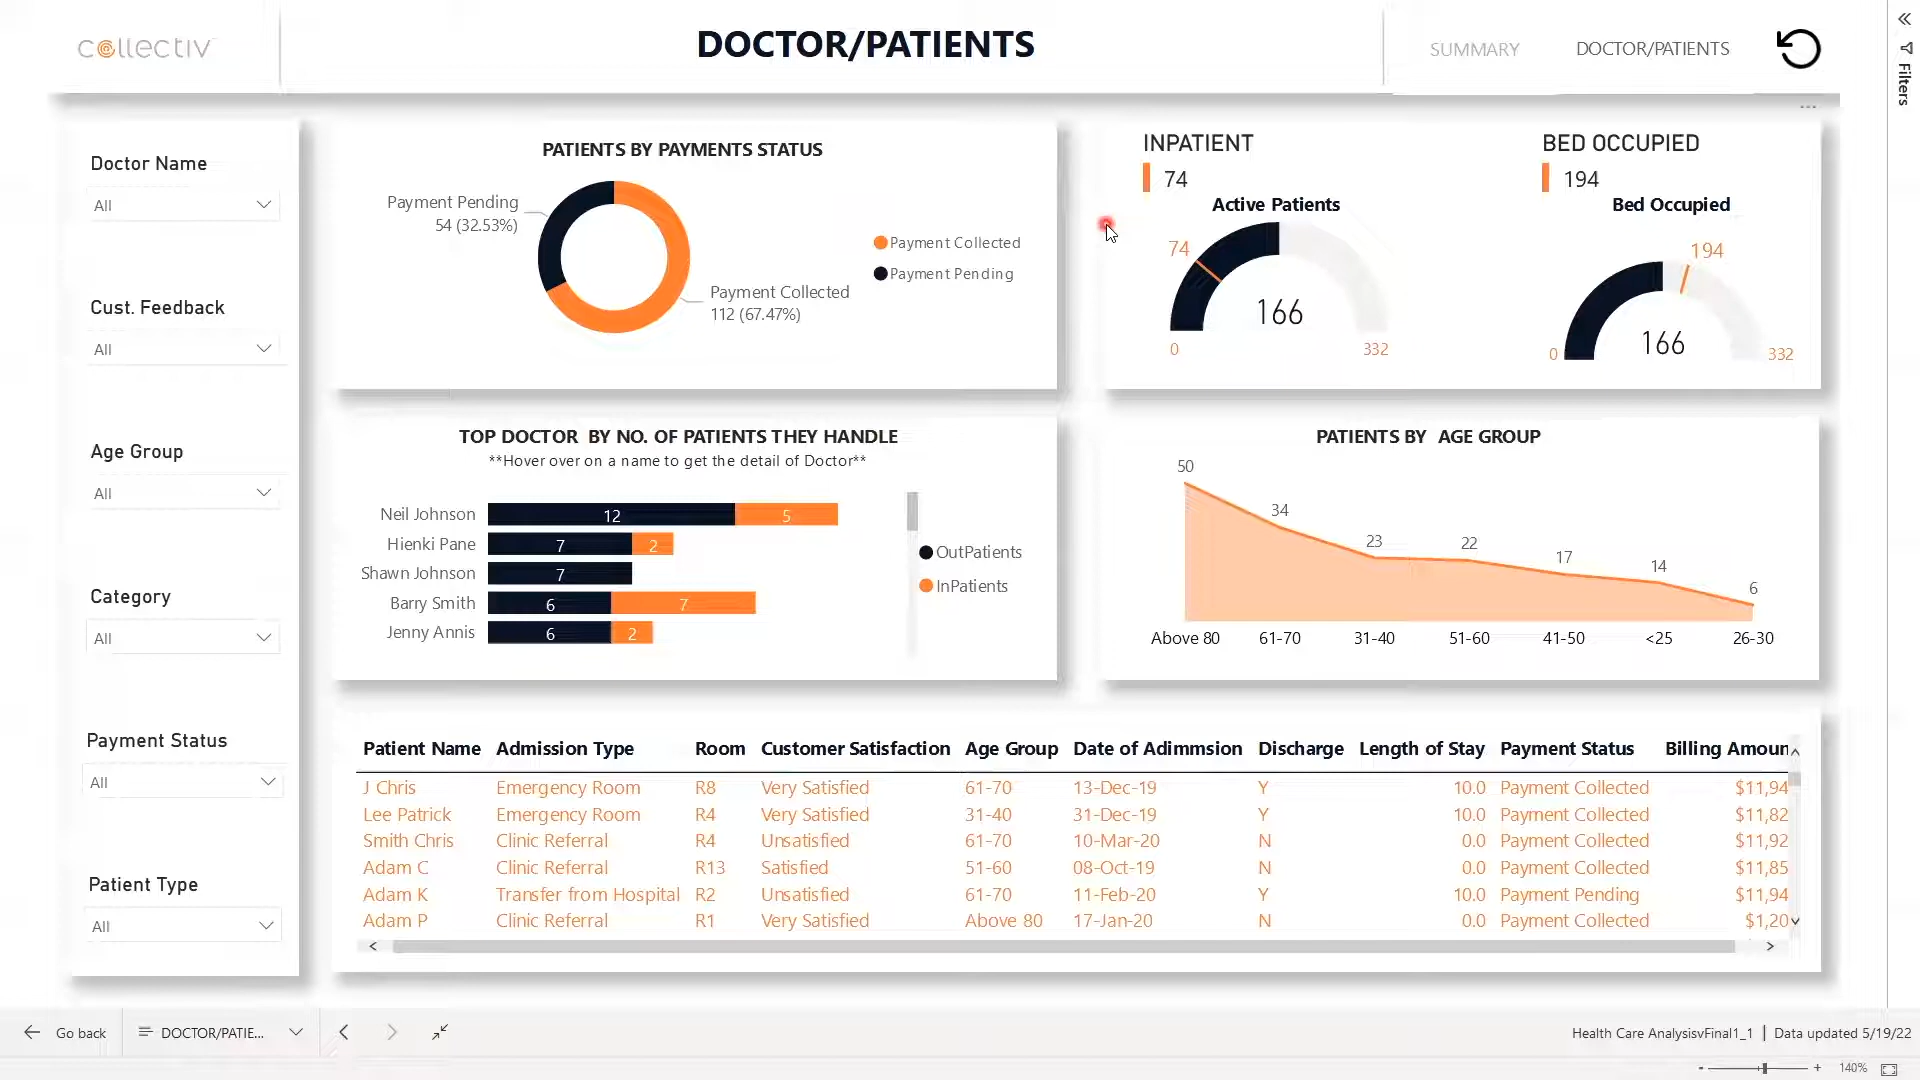 collectiv
DOCTOR/PATIENTS
SUMMARY
DOCTOR/PATIENTS
Filters
Doctor Name
All
Cust. Feedback
All
Age Group
All
Category
All
Payment Status
All
Patient Type
All
PATIENTS BY PAYMENTS STATUS
Payment Pending
54 (32.53%)
Payment Collected
112 (67.47%)
Payment Collected
Payment Pending
INPATIENT
74
Active Patients
74
166
0
332
BED OCCUPIED
194
Bed Occupied
194
166
0
332
TOP DOCTOR BY NO. OF PATIENTS THEY HANDLE
**Hover over on a name to get the detail of Doctor**
Neil Johnson 12 5
Hienki Pane 7 2
Shawn Johnson 7
Barry Smith 6 7
Jenny Annis 6 2
OutPatients
InPatients
PATIENTS BY AGE GROUP
50 34 23 22 17 14 6
Above 80 61-70 31-40 51-60 41-50 <25 26-30
Patient Name Admission Type Room Customer Satisfaction Age Group Date of Adimmsion Discharge Length of Stay Payment Status Billing Amoun
J Chris Emergency Room R8 Very Satisfied 61-70 13-Dec-19 Y 10.0 Payment Collected $11,94
Lee Patrick Emergency Room R4 Very Satisfied 31-40 31-Dec-19 Y 10.0 Payment Collected $11,82
Smith Chris Clinic Referral R4 Unsatisfied 61-70 10-Mar-20 N 0.0 Payment Collected $11,92
Adam C Clinic Referral R13 Satisfied 51-60 08-Oct-19 N 0.0 Payment Collected $11,85
Adam K Transfer from Hospital R2 Unsatisfied 61-70 11-Feb-20 Y 10.0 Payment Pending $11,94
Adam P Clinic Referral R1 Very Satisfied Above 80 17-Jan-20 N 0.0 Payment Collected $1,20
Go back
DOCTOR/PATIE...
Health Care AnalysisvFinal1_1 | Data updated 5/19/22
- + 140%